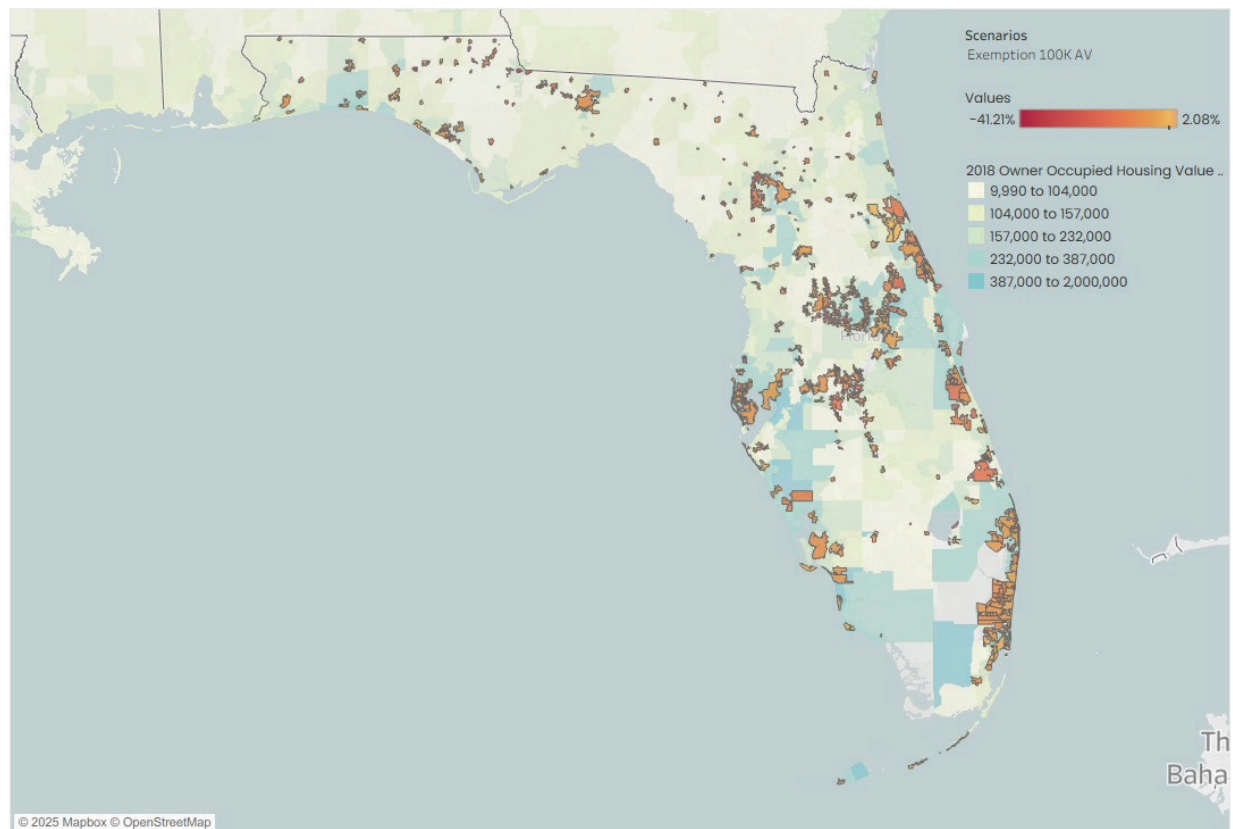 Scenarios
Exemption 100K AV
Values
-41.21% 2.08%
2018 Owner Occupied Housing Value ..
9,990 to 104,000
104,000 to 157,000
157,000 to 232,000
232,000 to 387,000
387,000 to 2,000,000
Th
Baha
© 2025 Mapbox © OpenStreetMap